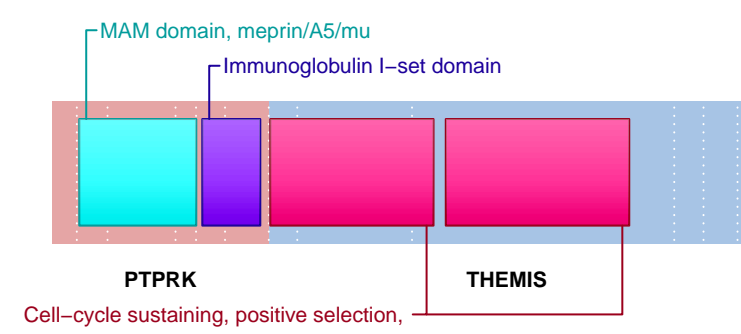 MAM domain, meprin/A5/mu
Immunoglobulin I−set domain
PTPRK THEMIS
Cell−cycle sustaining, positive selection,